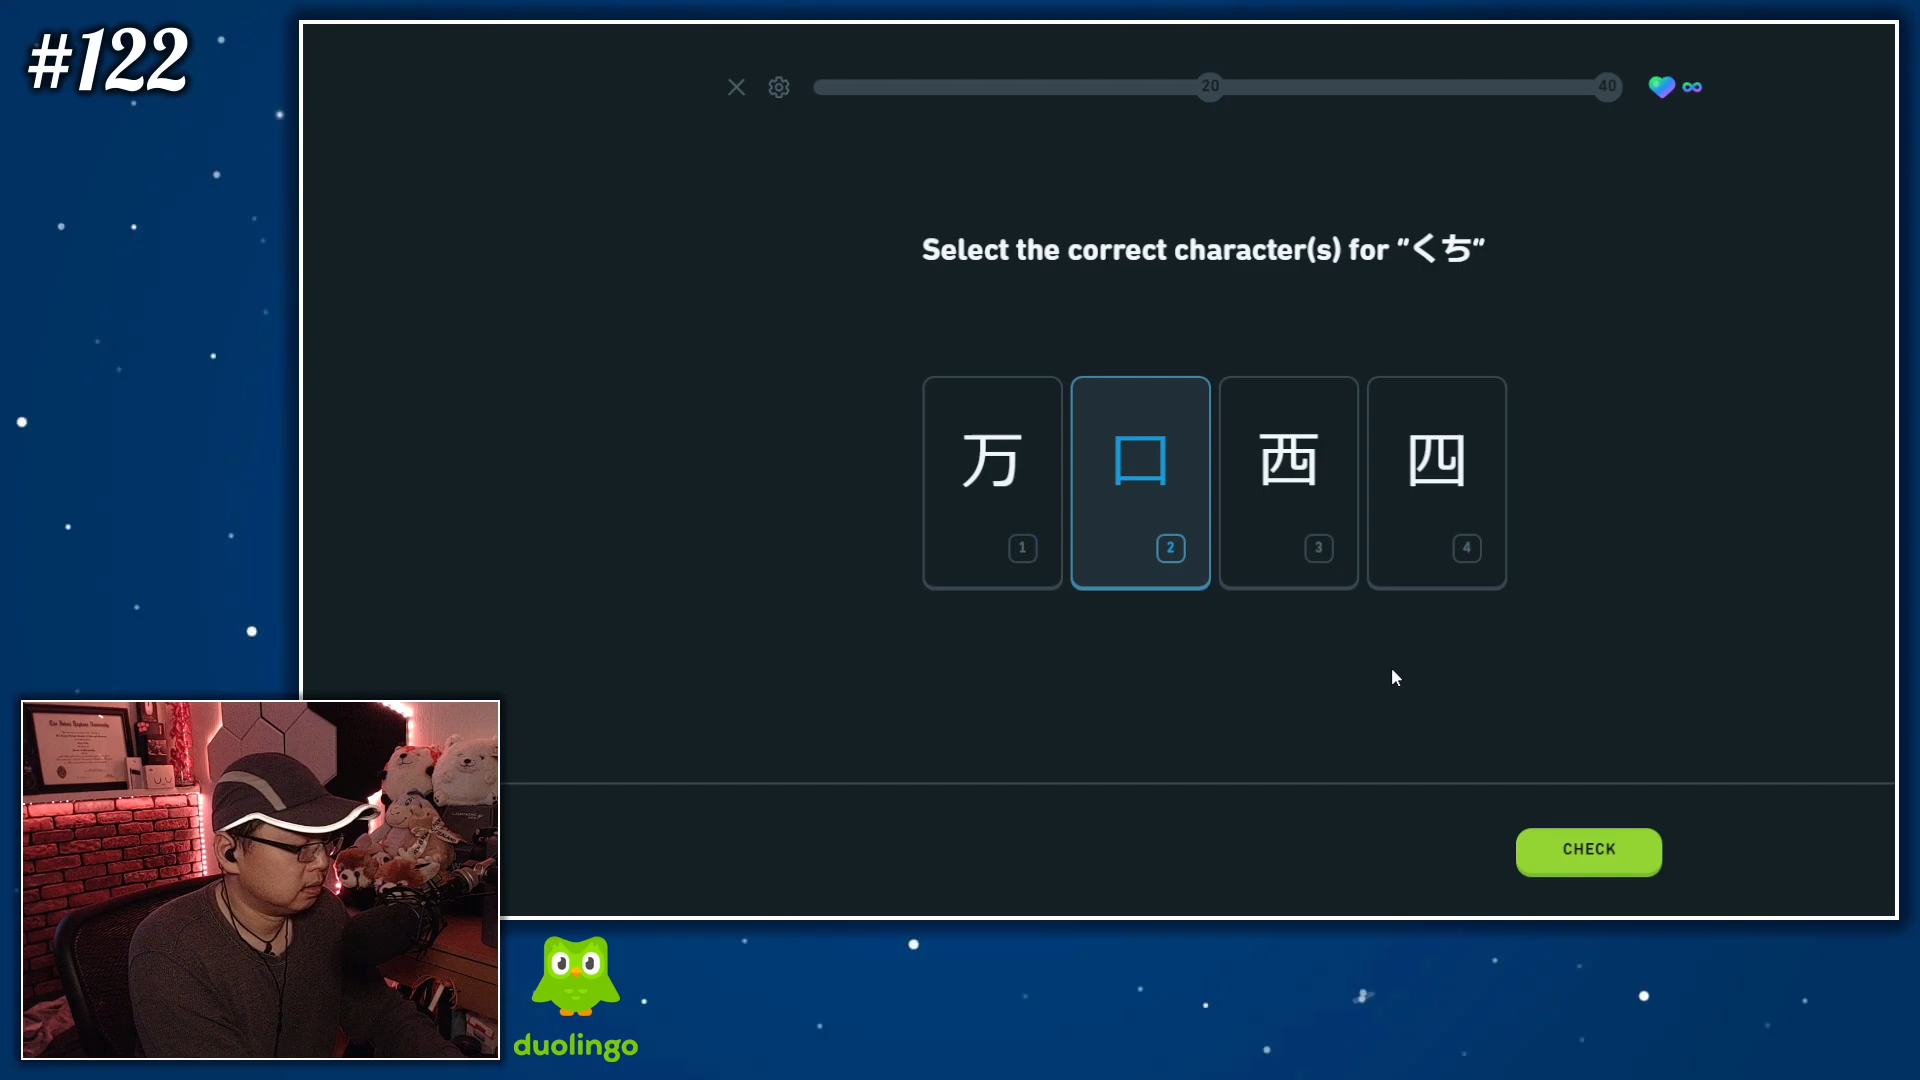 #122
20
40
Select the correct character(s) for "くち"
万
口
西
四
1
2
3
4
CHECK
duolingo